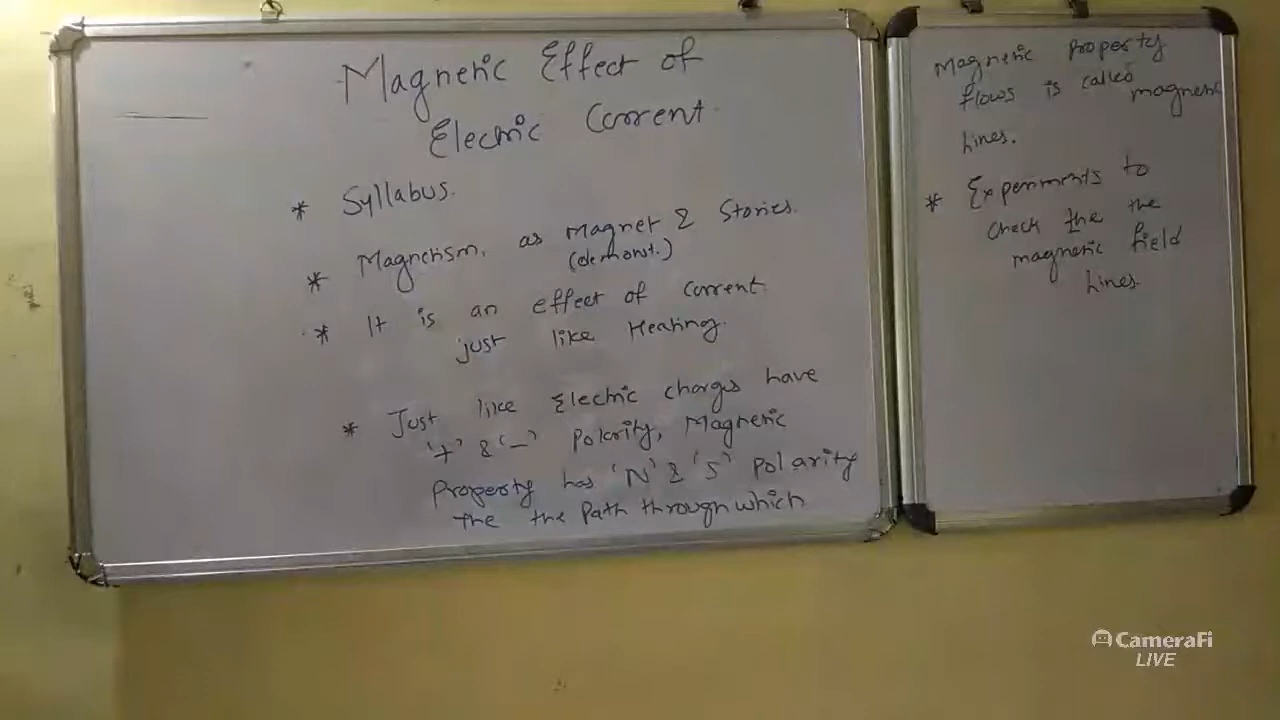 Magnetic Effect of
Electric Current
* Syllabus.
* Magnetism, as Magnet & Stories.
(demonst.)
* It is an effect of current
just like Heating.
* Just like Electric charges have
'+' & '-' Polarity, Magnetic
Property has 'N' & 'S' Polarity
The the Path through which
Magnetic Property
flows is called magnetic
Lines.
* Experiments to
check the the
magnetic field
Lines.
CameraFi
LIVE